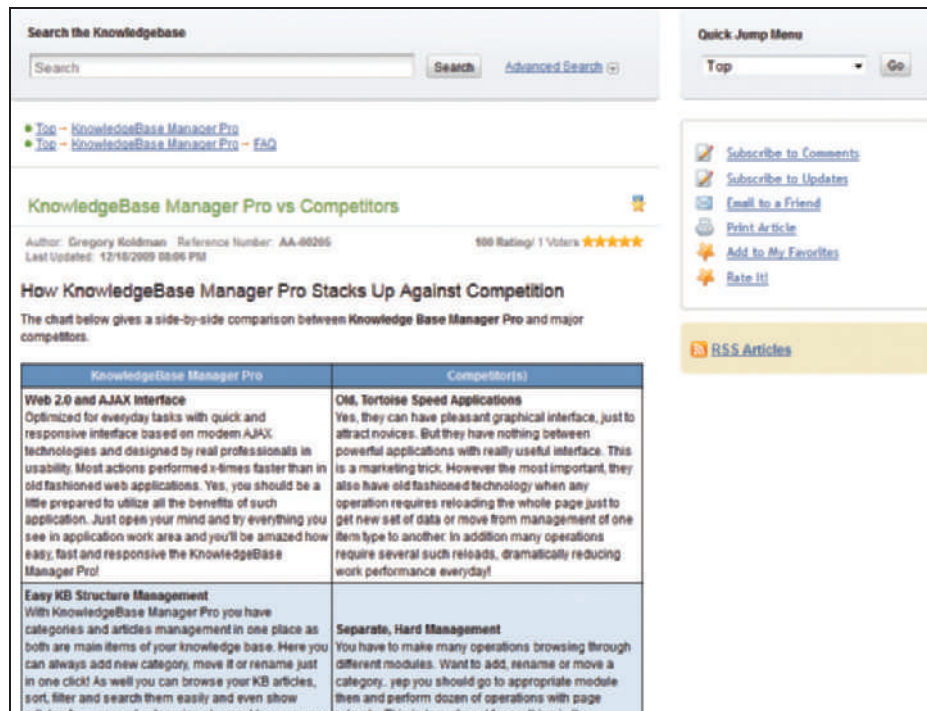 Search the Knowledgebase
Search
Search
Advanced Search
Top → KnowledgeBase Manager Pro
Top → KnowledgeBase Manager Pro → FAQ
KnowledgeBase Manager Pro vs Competitors
Author: Gregory Koldman Reference Number: AA-00205
Last Updated: 12/18/2009 08:06 PM
100 Rating/ 1 Voters
How KnowledgeBase Manager Pro Stacks Up Against Competition
The chart below gives a side-by-side comparison between Knowledge Base Manager Pro and major
competitors.
KnowledgeBase Manager Pro
Web 2.0 and AJAX Interface
Optimized for everyday tasks with quick and
responsive interface based on modern AJAX
technologies and designed by real professionals in
usability. Most actions performed x-times faster than in
old fashioned web applications. Yes, you should be a
little prepared to utilize all the benefits of such
application. Just open your mind and try everything you
see in application work area and you'll be amazed how
easy, fast and responsive the KnowledgeBase
Manager Pro!
Easy KB Structure Management
With KnowledgeBase Manager Pro you have
categories and articles management in one place as
both are main items of your knowledge base. Here you
can always add new category, move it or rename just
in one click! As well you can browse your KB articles,
sort, filter and search them easily and even show
Competitor(s)
Old, Tortoise Speed Applications
Yes, they can have pleasant graphical interface, just to
attract novices. But they have nothing between
powerful applications with really useful interface. This
is a marketing trick. However the most important, they
also have old fashioned technology when any
operation requires reloading the whole page just to
get new set of data or move from management of one
item type to another. In addition many operations
require several such reloads, dramatically reducing
work performance everyday!
Separate, Hard Management
You have to make many operations browsing through
different modules. Want to add, rename or move a
category.. yep you should go to appropriate module
then and perform dozen of operations with page
Quick Jump Menu
Top
Go
Subscribe to Comments
Subscribe to Updates
Email to a Friend
Print Article
Add to My Favorites
Rate It!
RSS Articles